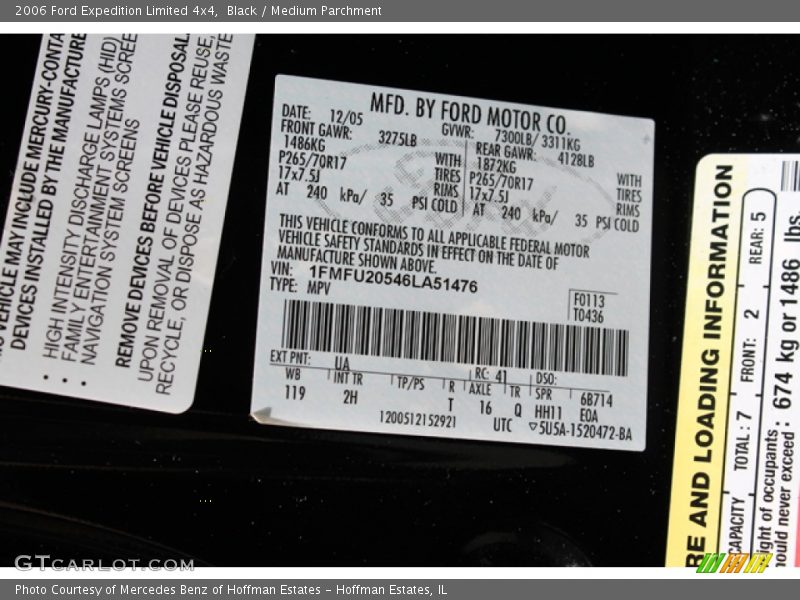 2006 Ford Expedition Limited 4x4, Black / Medium Parchment
VEHICLE MAY INCLUDE MERCURY-CONTA
DEVICES INSTALLED BY THE MANUFACTURE
HIGH INTENSITY DISCHARGE LAMPS (HID)
FAMILY ENTERTAINMENT SYSTEMS SCREE
NAVIGATION SYSTEM SCREENS
REMOVE DEVICES BEFORE VEHICLE DISPOSAL
UPON REMOVAL OF DEVICES PLEASE REUSE,
RECYCLE, OR DISPOSE AS HAZARDOUS WASTE
MFD. BY FORD MOTOR CO.
DATE: 12/05 GVWR: 7300LB/ 3311KG
FRONT GAWR: 3275LB REAR GAWR: 4128LB
1486KG WITH 1872KG WITH
P265/70R17 TIRES P265/70R17 TIRES
17x7.5J RIMS 17x7.5J RIMS
AT 240 kPa/ 35 PSI COLD AT 240 kPa/ 35 PSI COLD
Ford
THIS VEHICLE CONFORMS TO ALL APPLICABLE FEDERAL MOTOR
VEHICLE SAFETY STANDARDS IN EFFECT ON THE DATE OF
MANUFACTURE SHOWN ABOVE.
VIN: 1FMFU20546LA51476
TYPE: MPV
F0113
T0436
EXT PNT: UA RC: 41 DSO:
WB INT TR TP/PS R AXLE TR SPR 6B714
119 2H T 16 Q HH11 EQA
1200512152921 UTC ▽5U5A-1520472-BA
RE AND LOADING INFORMATION
CAPACITY TOTAL: 7 FRONT: 2 REAR: 5
ight of occupants
ould never exceed: 674 kg or 1486 lbs.
GTCARLOT.COM
Photo Courtesy of Mercedes Benz of Hoffman Estates - Hoffman Estates, IL